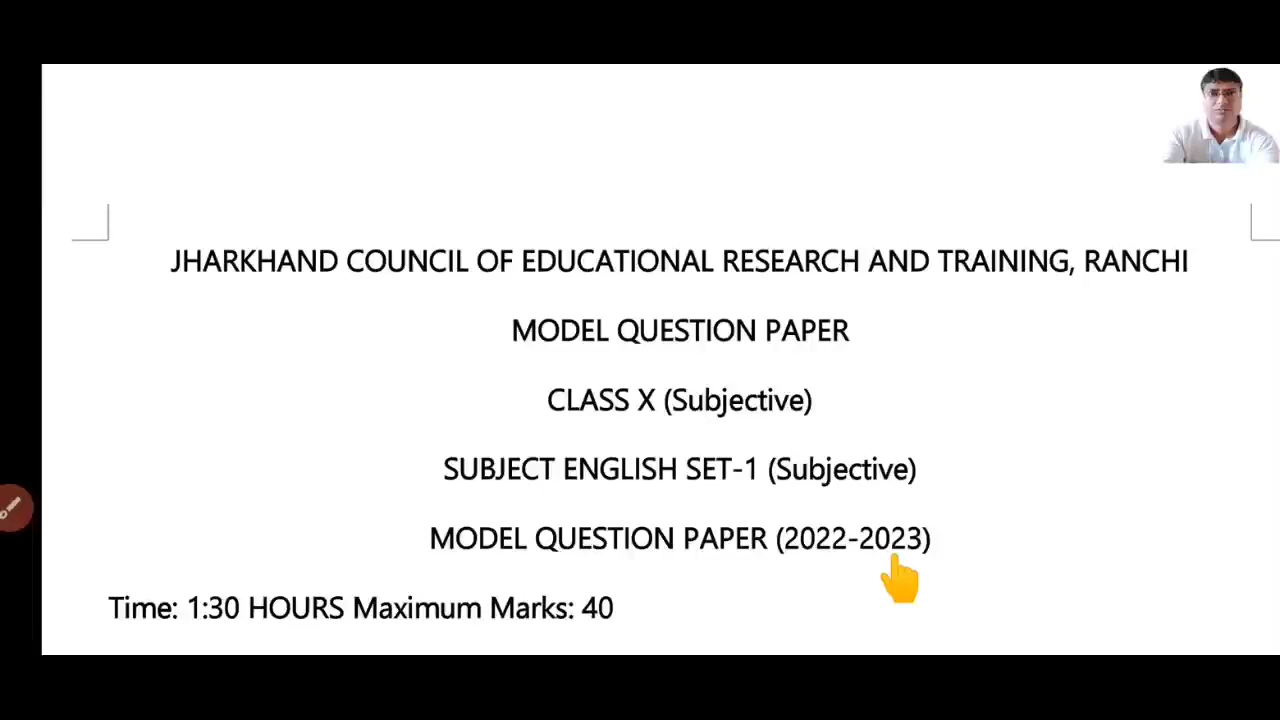 JHARKHAND COUNCIL OF EDUCATIONAL RESEARCH AND TRAINING, RANCHI
MODEL QUESTION PAPER
CLASS X (Subjective)
SUBJECT ENGLISH SET-1 (Subjective)
MODEL QUESTION PAPER (2022-2023)
Time: 1:30 HOURS Maximum Marks: 40